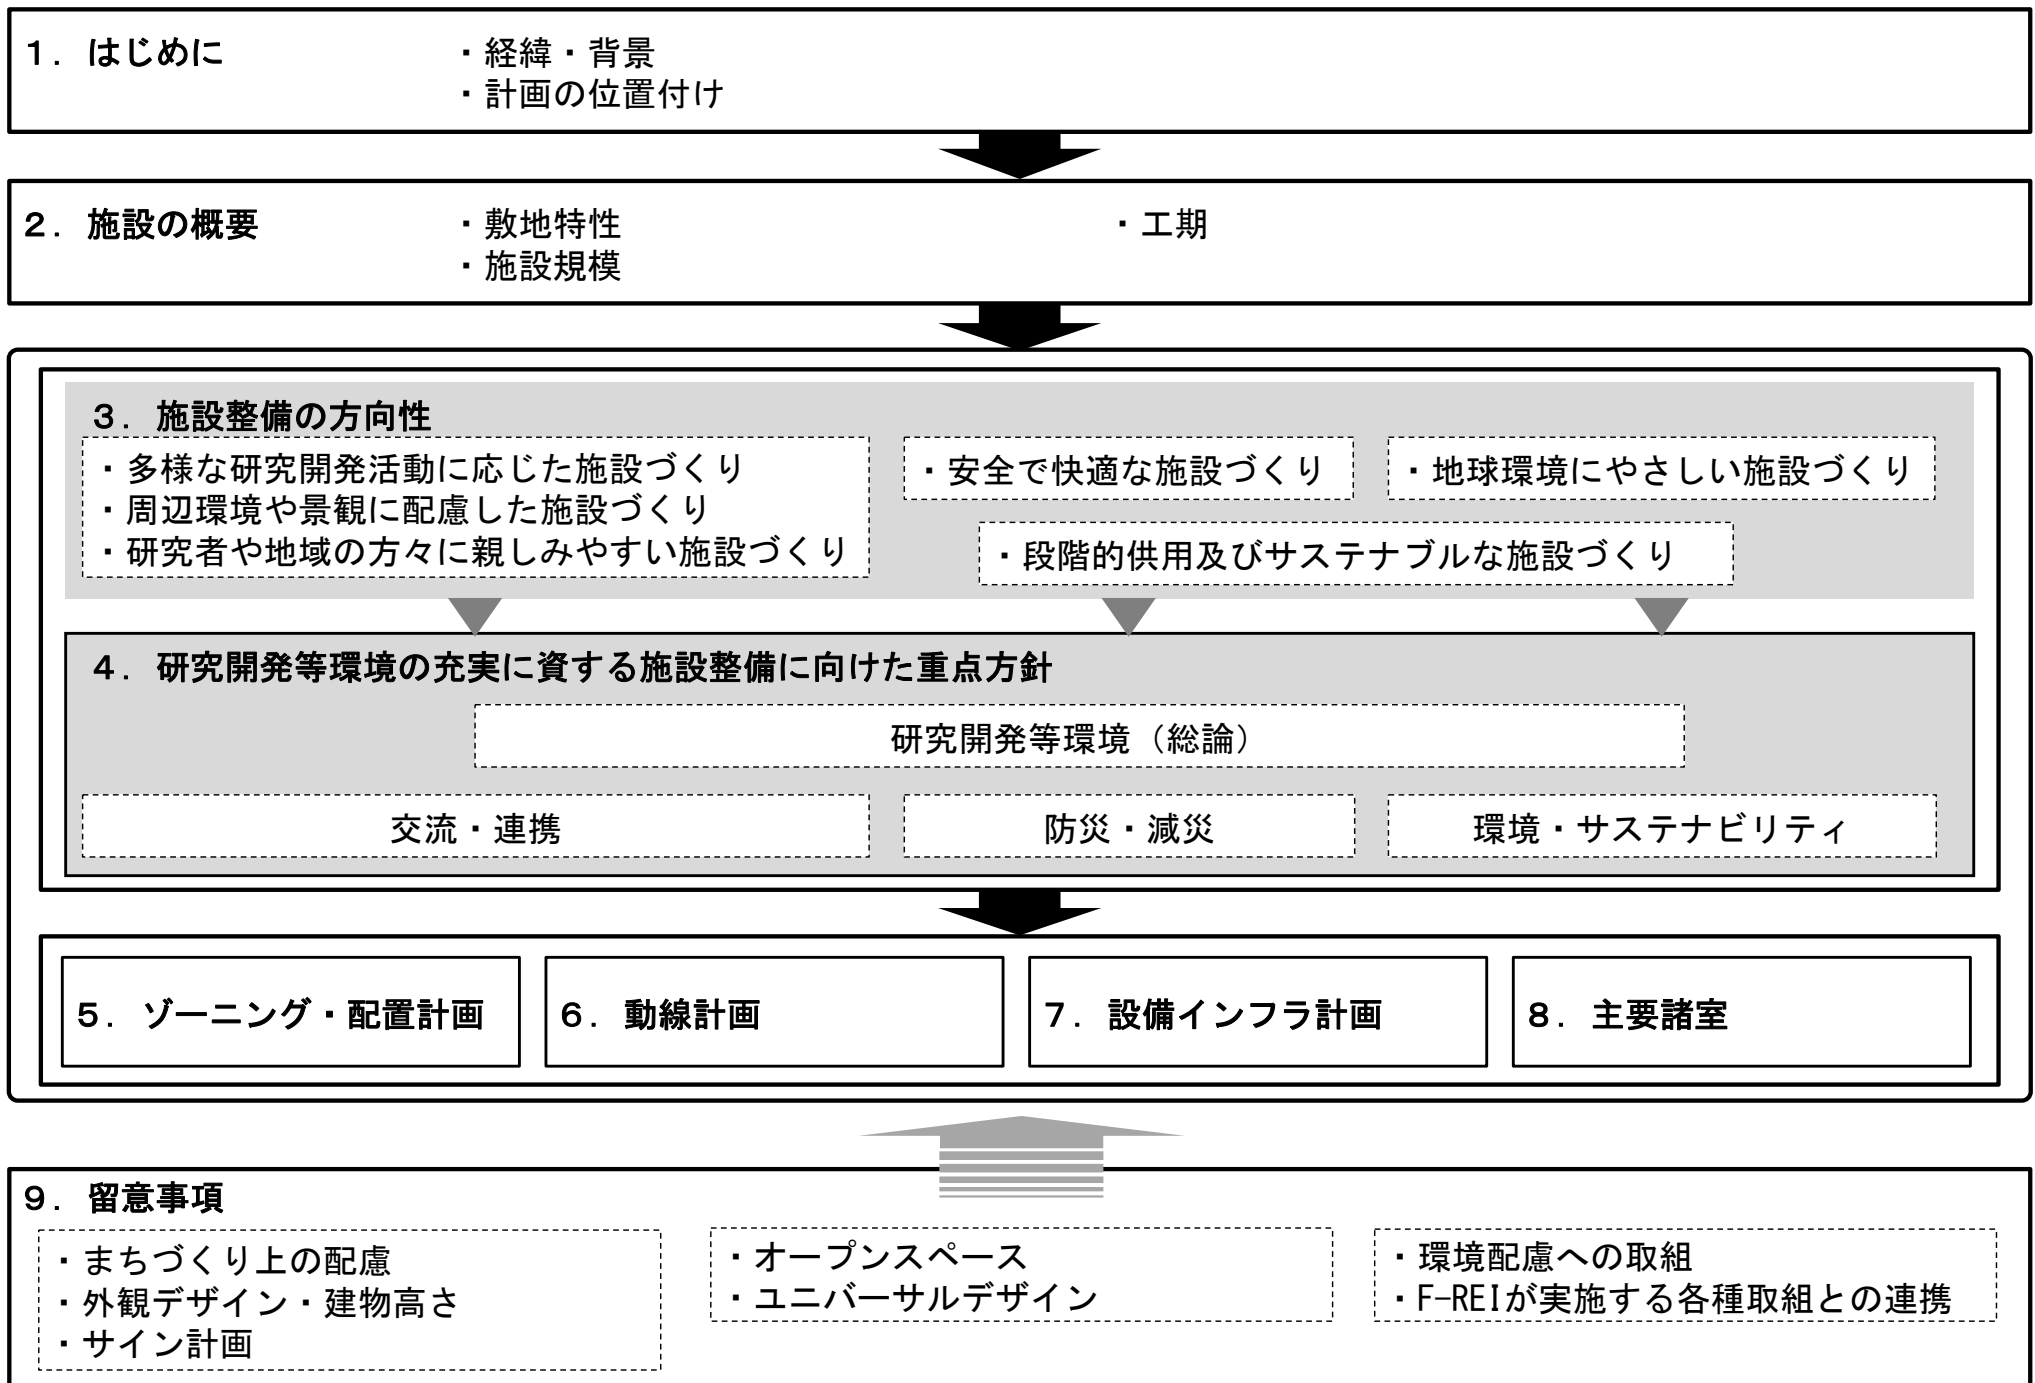 １．はじめに
・経緯・背景
・計画の位置付け
２．施設の概要
・敷地特性
・施設規模
・工期
３．施設整備の方向性
・多様な研究開発活動に応じた施設づくり
・周辺環境や景観に配慮した施設づくり
・研究者や地域の方々に親しみやすい施設づくり
・安全で快適な施設づくり
・地球環境にやさしい施設づくり
・段階的供用及びサステナブルな施設づくり
４．研究開発等環境の充実に資する施設整備に向けた重点方針
研究開発等環境（総論）
交流・連携
防災・減災
環境・サステナビリティ
５．ゾーニング・配置計画
６．動線計画
７．設備インフラ計画
８．主要諸室
９．留意事項
・まちづくり上の配慮
・外観デザイン・建物高さ
・サイン計画
・オープンスペース
・ユニバーサルデザイン
・環境配慮への取組
・F-REIが実施する各種取組との連携